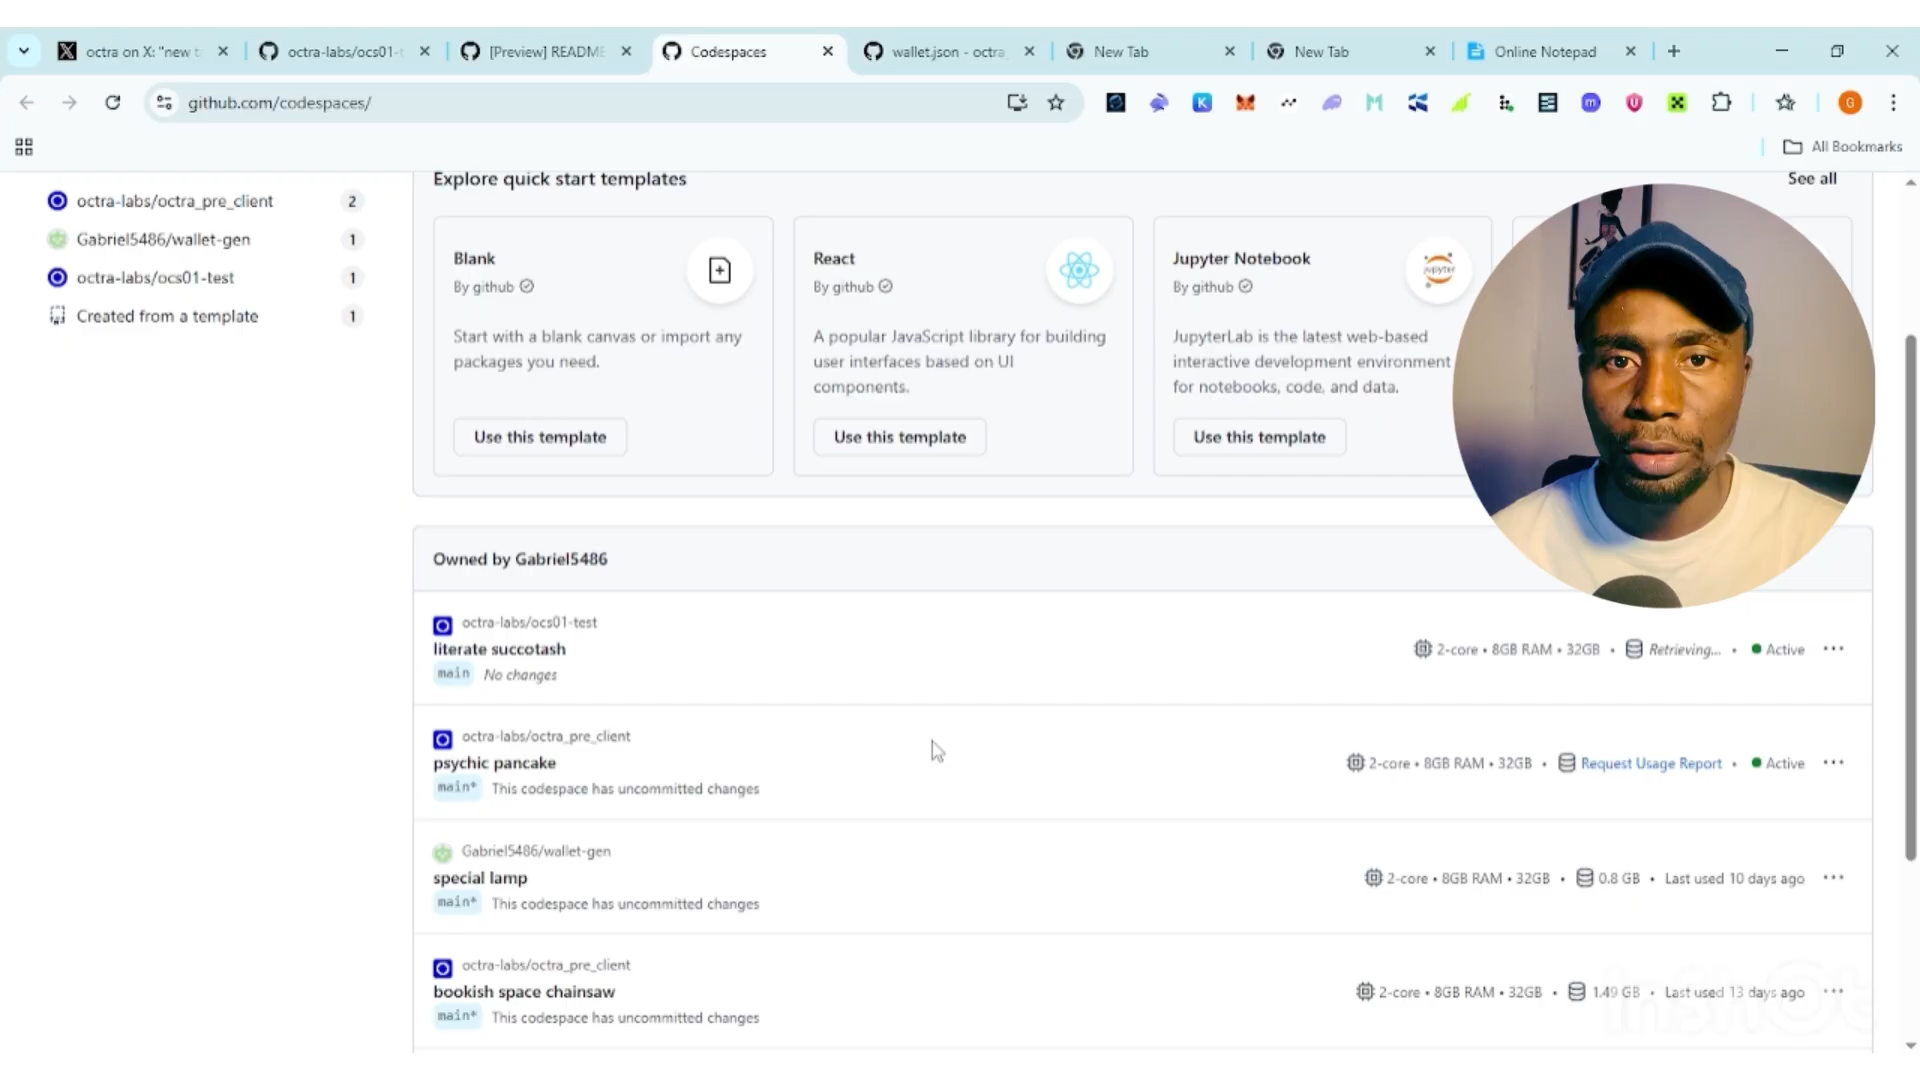 octra on X: "new t
octra-labs/ocs01-t
[Preview] README
Codespaces
wallet.json - octra
New Tab
New Tab
Online Notepad
github.com/codespaces/
All Bookmarks
octra-labs/octra_pre_client 2
Gabriel5486/wallet-gen 1
octra-labs/ocs01-test 1
Created from a template 1
Explore quick start templates
See all
Blank
By github
Start with a blank canvas or import any
packages you need.
Use this template
React
By github
A popular JavaScript library for building
user interfaces based on UI
components.
Use this template
Jupyter Notebook
By github
jupyter
JupyterLab is the latest web-based
interactive development environment
for notebooks, code, and data.
Use this template
Owned by Gabriel5486
octra-labs/ocs01-test
literate succotash
main No changes
2-core • 8GB RAM • 32GB • Retrieving... • Active
octra-labs/octra_pre_client
psychic pancake
main* This codespace has uncommitted changes
2-core • 8GB RAM • 32GB • Request Usage Report • Active
Gabriel5486/wallet-gen
special lamp
main* This codespace has uncommitted changes
2-core • 8GB RAM • 32GB • 0.8 GB • Last used 10 days ago
octra-labs/octra_pre_client
bookish space chainsaw
main* This codespace has uncommitted changes
2-core • 8GB RAM • 32GB • 1.49 GB • Last used 13 days ago
InShOt